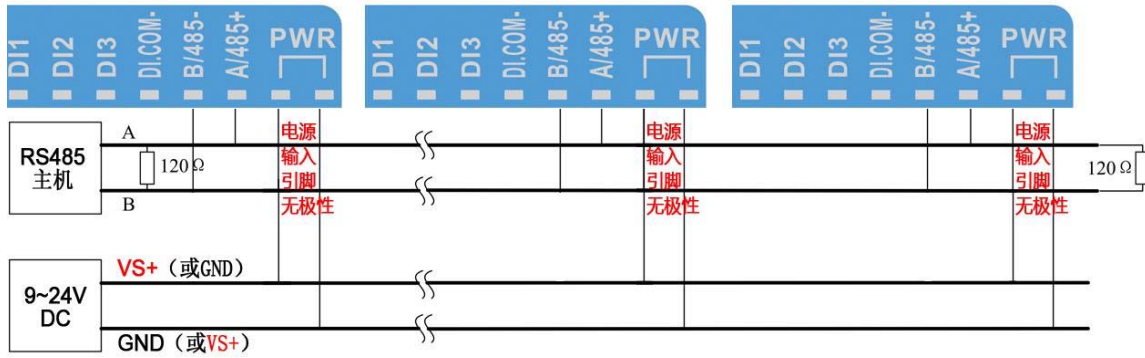 DI1 DI2 DI3 DI.COM- B/485- A/485+ PWR
DI1 DI2 DI3 DI.COM- B/485- A/485+ PWR
DI1 DI2 DI3 DI.COM- B/485- A/485+ PWR
RS485
主机
A
120Ω
B
电源
输入
引脚
无极性
电源
输入
引脚
无极性
电源
输入
引脚
无极性
120Ω
9~24V
DC
VS+（或GND）
GND（或VS+）